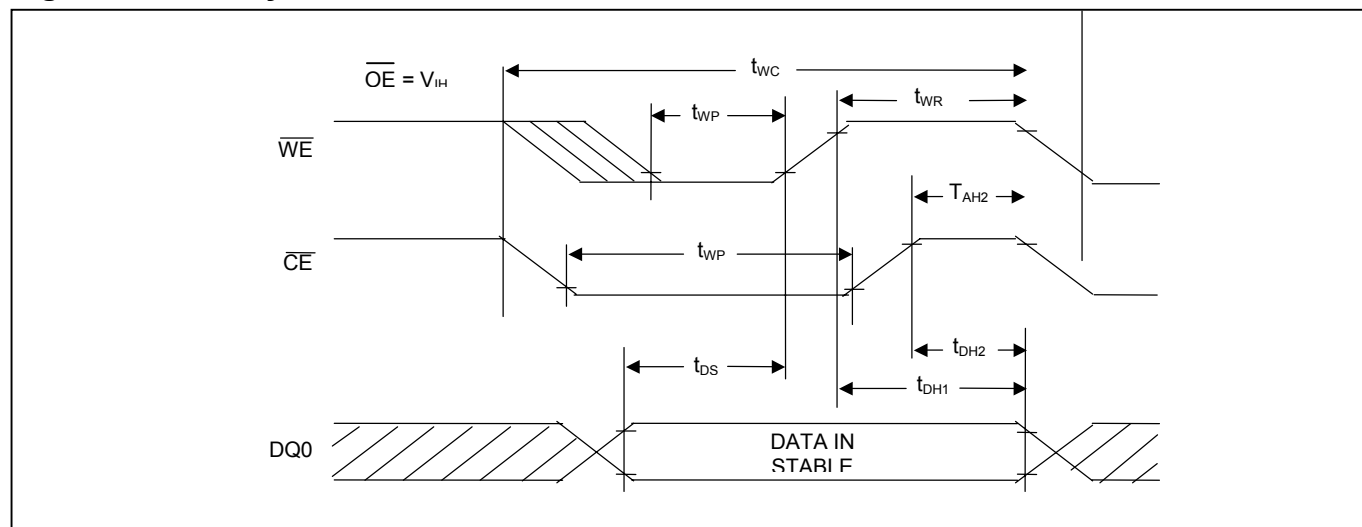 tWC
OE = VIH
tWR
tWP
WE
TAH2
CE
tWP
tDH2
tDS
tDH1
DQ0
DATA IN
STABLE